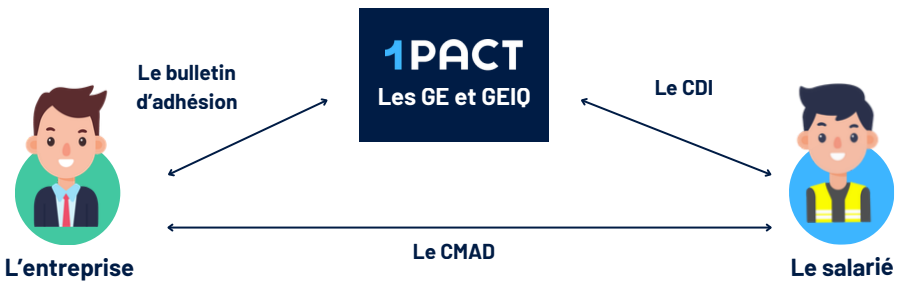 1PACT
Les GE et GEIQ
Le bulletin
d’adhésion
Le CDI
Le CMAD
L’entreprise
Le salarié